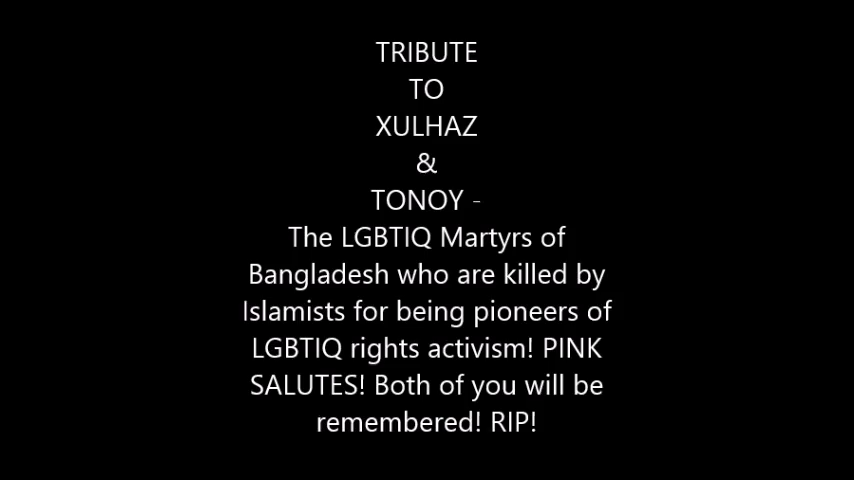 TRIBUTE
TO
XULHAZ
&
TONOY -
The LGBTIQ Martyrs of
Bangladesh who are killed by
Islamists for being pioneers of
LGBTIQ rights activism! PINK
SALUTES! Both of you will be
remembered! RIP!